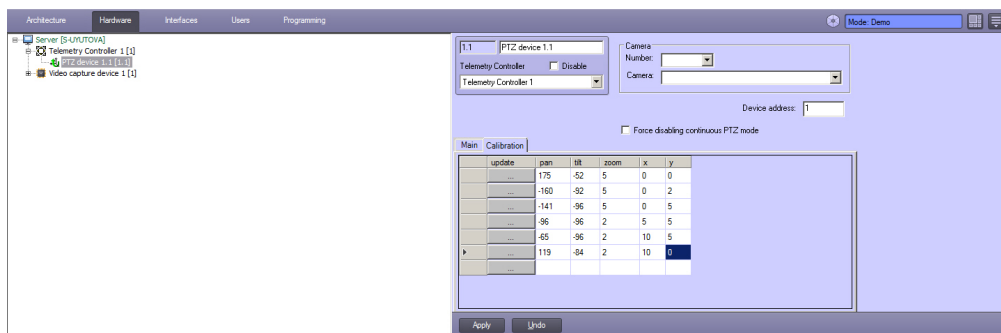 Architecture Hardware Interfaces Users Programming Mode: Demo
Server [S-UYUTOVA]
Telemetry Controller 1 [1]
PTZ device 1.1 [1.1]
Video capture device 1 [1]
1.1 PTZ device 1.1
Telemetry Controller Disable
Telemetry Controller 1
Camera
Number:
Camera:
Device address: 1
Force disabling continuous PTZ mode
Main Calibration
update pan tilt zoom x y
... 175 -52 5 0 0
... -160 -92 5 0 2
... -141 -96 5 0 5
... -96 -96 2 5 5
... -65 -96 2 10 5
... 119 -84 2 10 0
...
Apply Undo